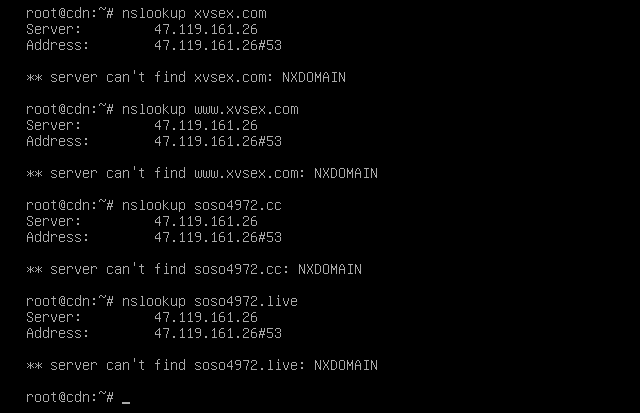 root@cdn:~# nslookup xvsex.com
Server:         47.119.161.26
Address:        47.119.161.26#53
** server can't find xvsex.com: NXDOMAIN
root@cdn:~# nslookup www.xvsex.com
Server:         47.119.161.26
Address:        47.119.161.26#53
** server can't find www.xvsex.com: NXDOMAIN
root@cdn:~# nslookup soso4972.cc
Server:         47.119.161.26
Address:        47.119.161.26#53
** server can't find soso4972.cc: NXDOMAIN
root@cdn:~# nslookup soso4972.live
Server:         47.119.161.26
Address:        47.119.161.26#53
** server can't find soso4972.live: NXDOMAIN
root@cdn:~# _